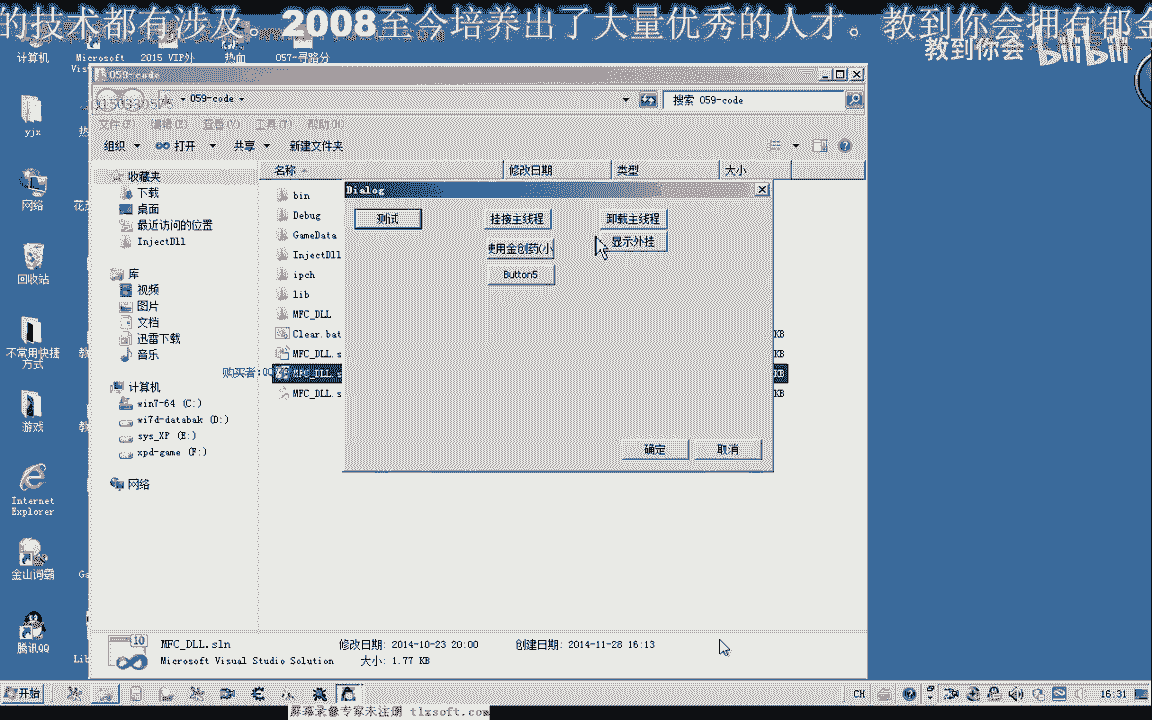 的技术都有涉及。2008至今培养出了大量优秀的人才。教到你会拥有郁金
教到你会 bilibili
计算机
Microsoft
2015 VIP外
热血
057-寻路分
059-code
059-code
搜索 059-code
文件(F) 编辑(E) 查看(V) 工具(T) 帮助(H)
组织 打开 共享 新建文件夹
名称 修改日期 类型 大小
收藏夹
下载
桌面
最近访问的位置
InjectDll
库
视频
图片
文档
迅雷下载
音乐
计算机
win7-64 (C:)
wi7d-databak (D:)
sys_XP (E:)
xpd-game (F:)
网络
bin
Debug
GameData
InjectDll
ipch
lib
MFC_DLL
Clear.bat
MFC_DLL.s
MFC_DLL.s
MFC_DLL.s
KB
KB
KB
KB
购买者:
Dialog
测试 挂接主线程 卸载主线程
使用金创药(小 显示外挂
Button5
确定 取消
yjx
网络
回收站
不常用快捷方式
游戏
Internet Explorer
金山词霸
腾讯QQ
MFC_DLL.sln 修改日期: 2014-10-23 20:00 创建日期: 2014-11-28 16:13
Microsoft Visual Studio Solution 大小: 1.77 KB
开始 CH 16:31
屏幕录像专家未注册 tlxsoft.com